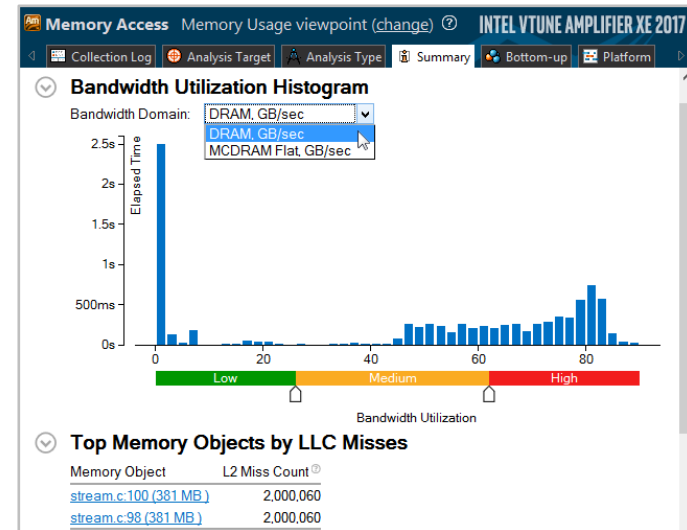 Am Memory Access Memory Usage viewpoint (change) ? INTEL VTUNE AMPLIFIER XE 2017
Collection Log Analysis Target Analysis Type Summary Bottom-up Platform
Bandwidth Utilization Histogram
Bandwidth Domain: DRAM, GB/sec
DRAM, GB/sec
MCDRAM Flat, GB/sec
Elapsed Time
2.5s
2s
1.5s
1s
500ms
0s
0 20 40 60 80
Low Medium High
Bandwidth Utilization
Top Memory Objects by LLC Misses
Memory Object L2 Miss Count ?
stream.c:100 (381 MB ) 2,000,060
stream.c:98 (381 MB ) 2,000,060